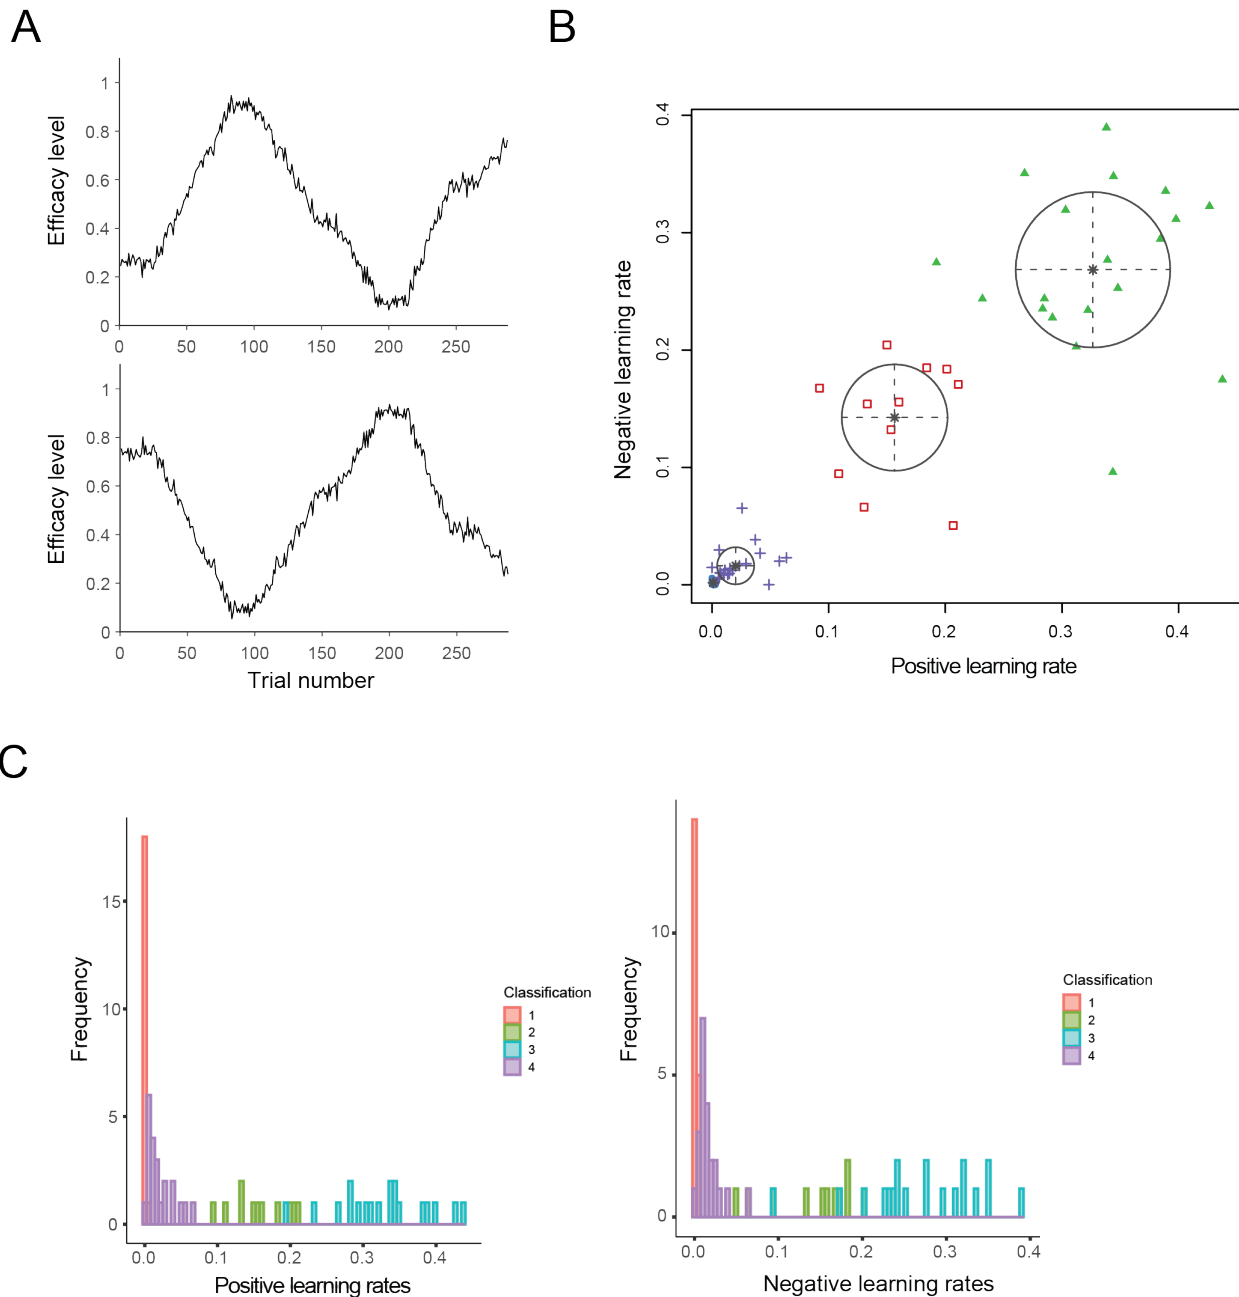 A
B
1
0.8
0.6
0.4
0.2
0
Efficacy level
0 50 100 150 200 250
1
0.8
0.6
0.4
0.2
0
Efficacy level
0 50 100 150 200 250
Trial number
0.4
0.3
0.2
0.1
0.0
Negative learning rate
0.0 0.1 0.2 0.3 0.4
Positive learning rate
C
15
10
5
0
Frequency
0.0 0.1 0.2 0.3 0.4
Positive learning rates
Classification
1
2
3
4
10
5
0
Frequency
0.0 0.1 0.2 0.3 0.4
Negative learning rates
Classification
1
2
3
4